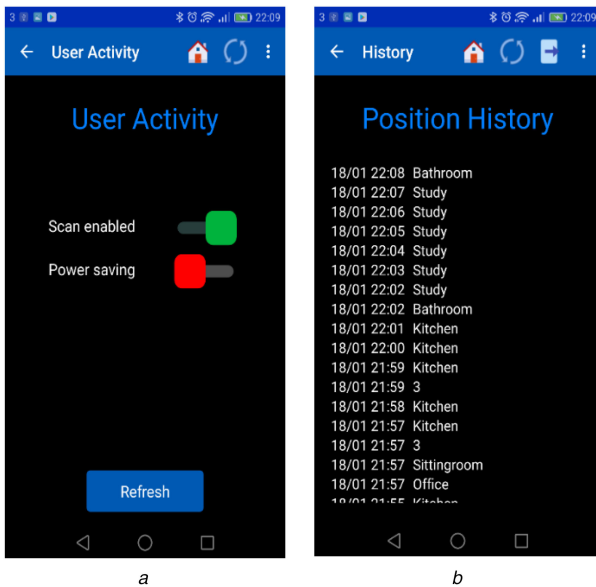 3 22:09
User Activity
User Activity
Scan enabled
Power saving
Refresh
a
3 22:09
History
Position History
18/01 22:08 Bathroom
18/01 22:07 Study
18/01 22:06 Study
18/01 22:05 Study
18/01 22:04 Study
18/01 22:03 Study
18/01 22:02 Study
18/01 22:02 Bathroom
18/01 22:01 Kitchen
18/01 22:00 Kitchen
18/01 21:59 Kitchen
18/01 21:59 3
18/01 21:58 Kitchen
18/01 21:57 Kitchen
18/01 21:57 3
18/01 21:57 Sittingroom
18/01 21:57 Office
18/01 21:55 Kitchen
b